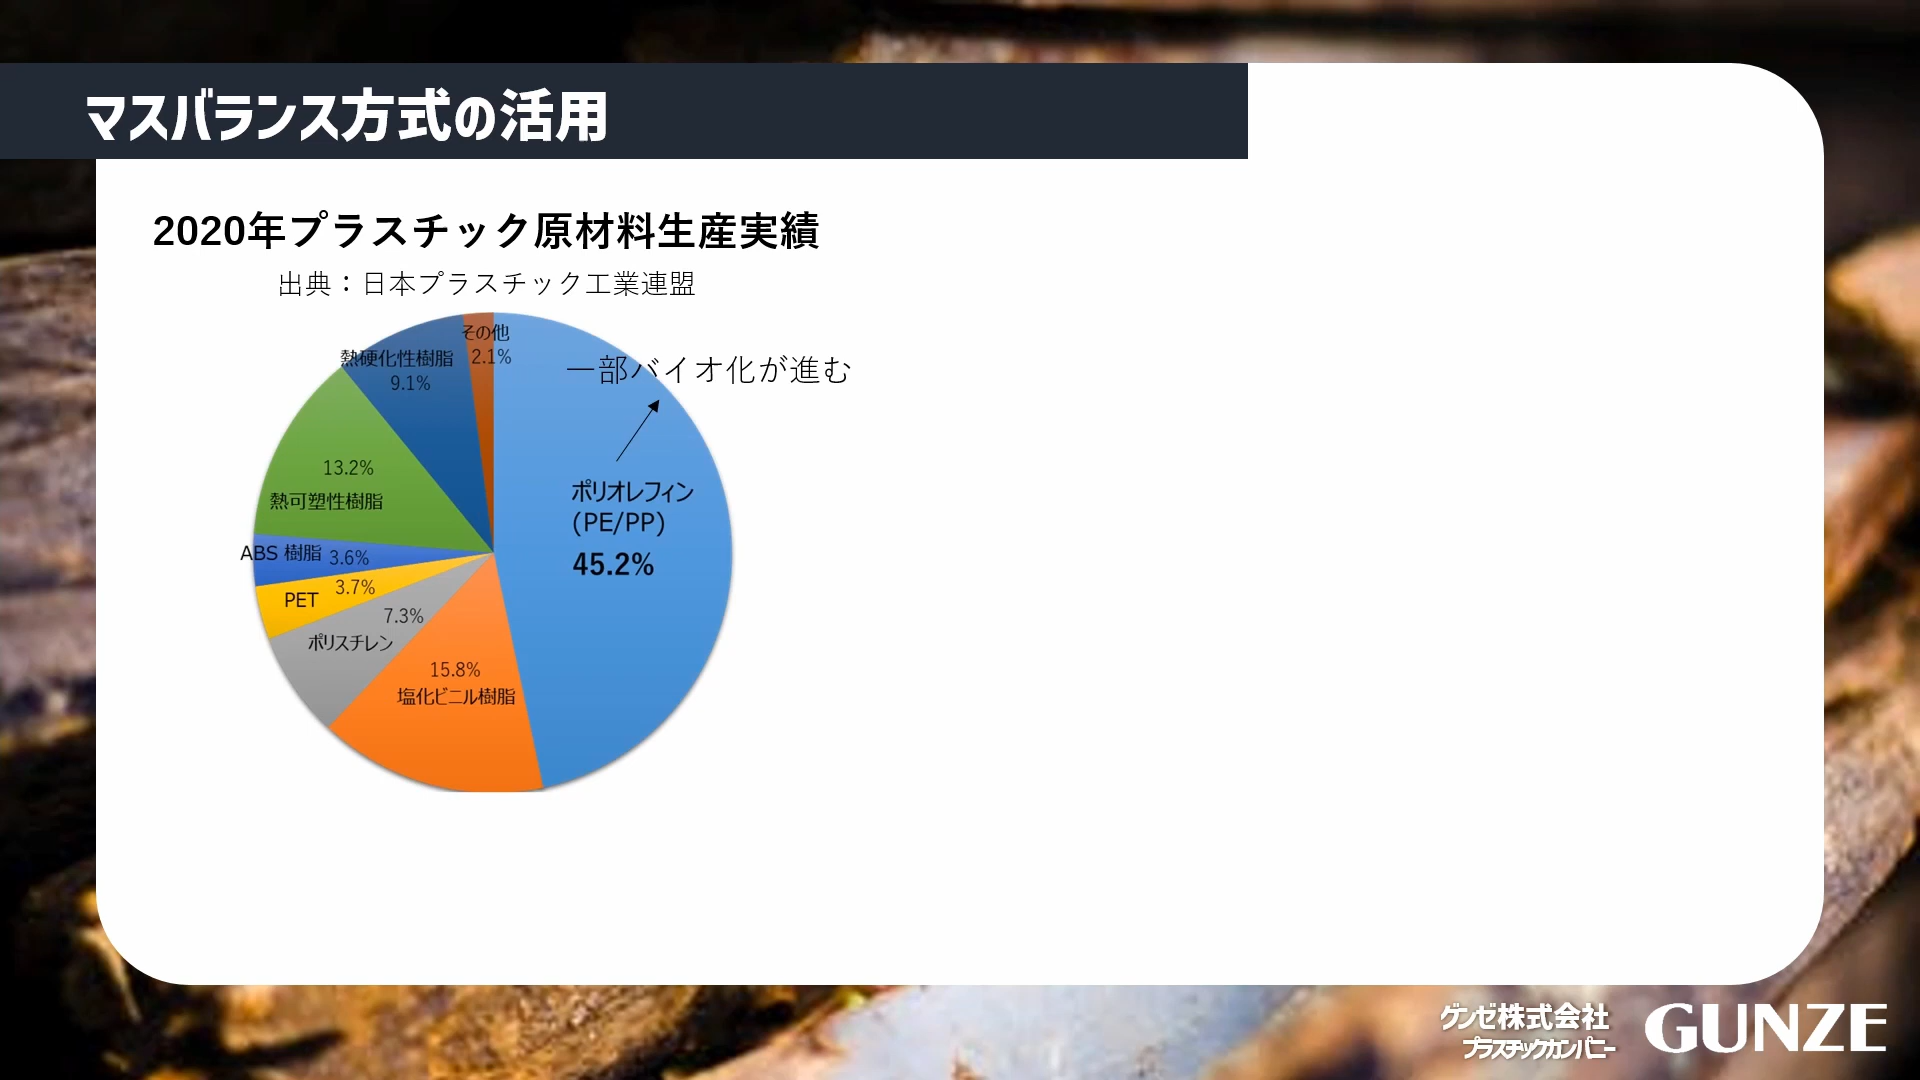 マスバランス方式の活用
2020年プラスチック原材料生産実績
出典：日本プラスチック工業連盟
その他
2.1%
熱硬化性樹脂
9.1%
一部バイオ化が進む
13.2%
熱可塑性樹脂
ポリオレフィン
(PE/PP)
45.2%
ABS 樹脂 3.6%
PET 3.7%
7.3%
ポリスチレン
15.8%
塩化ビニル樹脂
グンゼ株式会社
プラスチックカンパニー
GUNZE